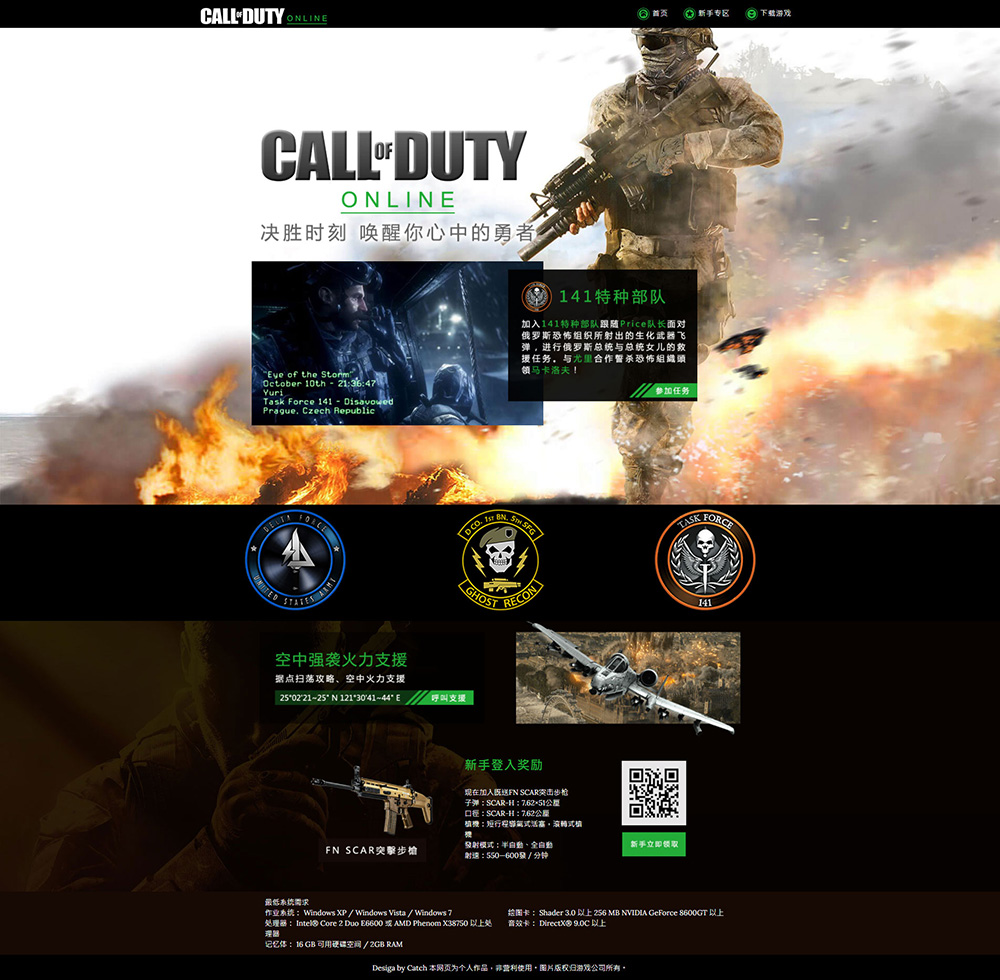 CALL OF DUTY ONLINE
首页
新手专区
下载游戏
CALL OF DUTY
ONLINE
决胜时刻 唤醒你心中的勇者
141特种部队
加入141特种部队跟随Price队长面对
俄罗斯恐怖组织所射出的生化武器飞
弹，进行俄罗斯总统与总统女儿的救
援任务。与尤里合作誓杀恐怖组織頭
領马卡洛夫！
参加任务
"Eye of the Storm"
October 10th - 21:36:47
Yuri
Task Force 141 - Disavowed
Prague, Czech Republic
DELTA FORCE
UNITED STATES ARMY
D CO. 1ST BN. 5TH SFG
GHOST RECON
TASK FORCE
141
空中强袭火力支援
据点扫荡攻略、空中火力支援
25°02'21~25" N 121°30'41~44" E
呼叫支援
新手登入奖励
现在加入既送FN SCAR突击步枪
子弹：SCAR-H：7.62×51公厘
口徑：SCAR-H：7.62公厘
槍機：短行程導氣式活塞，滾轉式槍
機
發射模式：半自動、全自動
射速：550—600發 / 分钟
FN SCAR突擊步槍
新手立即领取
最低系统需求
作业系统： Windows XP / Windows Vista / Windows 7
处理器： Intel® Core 2 Duo E6600 或 AMD Phenom X38750 以上处
理器
记忆体： 16 GB 可用硬碟空间 / 2GB RAM
绘图卡： Shader 3.0 以上 256 MB NVIDIA GeForce 8600GT 以上
音效卡： DirectX® 9.0C 以上
Desiga by Catch 本网页为个人作品，非营利使用。图片版权归游戏公司所有。